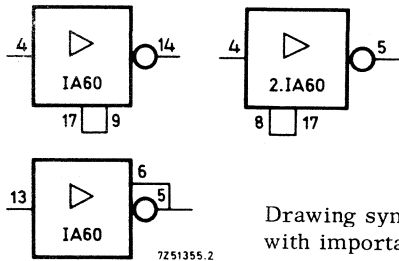 4 14 4 5
IA60 2.IA60
17 9 8 17
6
13 5
IA60
7Z51355.2
Drawing syn
with importa